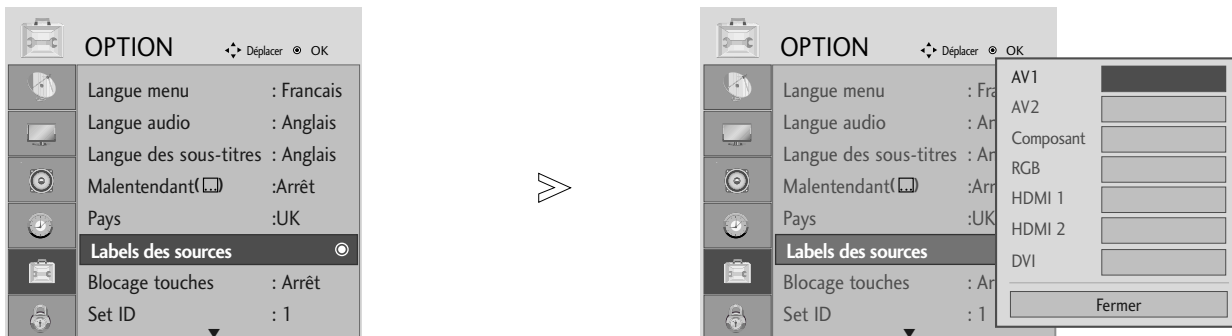 OPTION Déplacer OK
Langue menu : Francais
Langue audio : Anglais
Langue des sous-titres : Anglais
Malentendant( ) :Arrêt
Pays :UK
Labels des sources
Blocage touches : Arrêt
Set ID : 1
OPTION Déplacer OK
Langue menu : Fra
Langue audio : An
Langue des sous-titres : An
Malentendant( ) :Arr
Pays :UK
Labels des sources
Blocage touches : Ar
Set ID : 1
AV1
AV2
Composant
RGB
HDMI 1
HDMI 2
DVI
Fermer